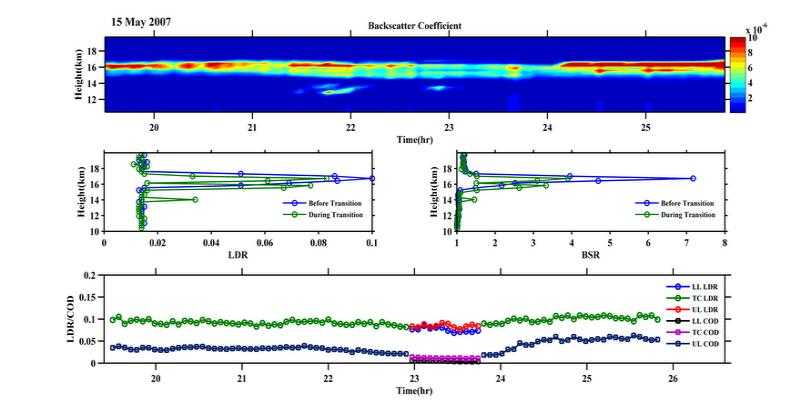 15 May 2007
Backscatter Coefficient
x 10⁻⁶
Height(km)
18
16
14
12
10
8
6
4
2
20 21 22 23 24 25
Time(hr)
Height(km)
18
16
14
12
10
Before Transition
During Transition
0 0.02 0.04 0.06 0.08 0.1
LDR
Height(km)
18
16
14
12
10
Before Transition
During Transition
1 2 3 4 5 6 7 8
BSR
LDR/COD
0.2
0.15
0.1
0.05
0
LL LDR
TC LDR
UL LDR
LL COD
TC COD
UL COD
20 21 22 23 24 25 26
Time(hr)